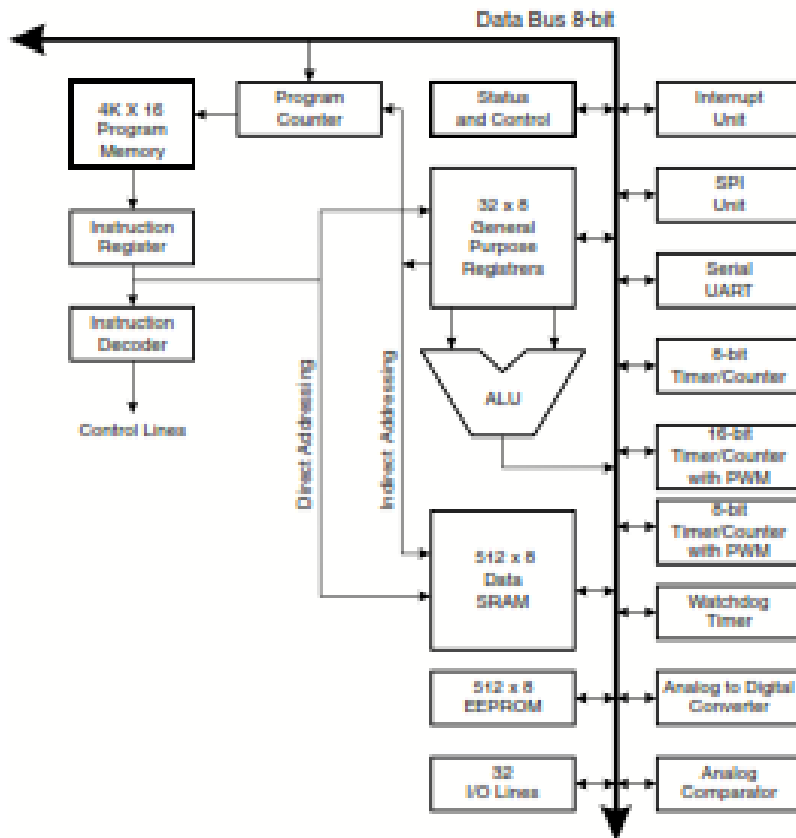 Data Bus 8-bit
4K X 16
Program
Memory
Program
Counter
Status
and Control
Interrupt
Unit
Instruction
Register
32 x 8
General
Purpose
Registrers
SPI
Unit
Serial
UART
Instruction
Decoder
Control Lines
Direct Addressing
Indirect Addressing
ALU
8-bit
Timer/Counter
16-bit
Timer/Counter
with PWM
8-bit
Timer/Counter
with PWM
512 x 8
Data
SRAM
Watchdog
Timer
512 x 8
EEPROM
Analog to Digital
Converter
32
I/O Lines
Analog
Comparator